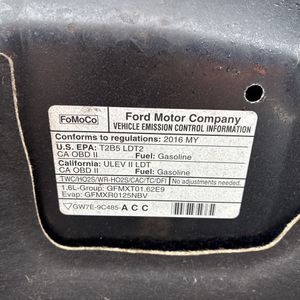 FoMoCo
Ford Motor Company
VEHICLE EMISSION CONTROL INFORMATION
Conforms to regulations: 2016 MY
U.S. EPA: T2B5 LDT2
CA OBD II Fuel: Gasoline
California: ULEV II LDT
CA OBD II Fuel: Gasoline
TWC/HO2S/WR-HO2S/CAC/TC/DFI No adjustments needed.
1.6L-Group: GFMXT01.62E9
Evap: GFMXR0125NBV
GW7E-9C485-ACC